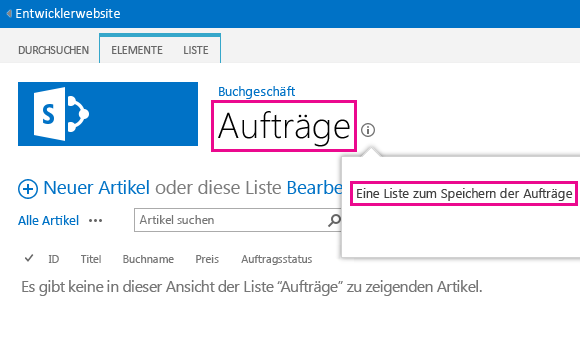 Entwicklerwebsite
DURCHSUCHEN ELEMENTE LISTE
S
Buchgeschäft
Aufträge
Eine Liste zum Speichern der Aufträge
Neuer Artikel oder diese Liste Bearbe
Alle Artikel ••• Artikel suchen
ID Titel Buchname Preis Auftragsstatus
Es gibt keine in dieser Ansicht der Liste "Aufträge" zu zeigenden Artikel.